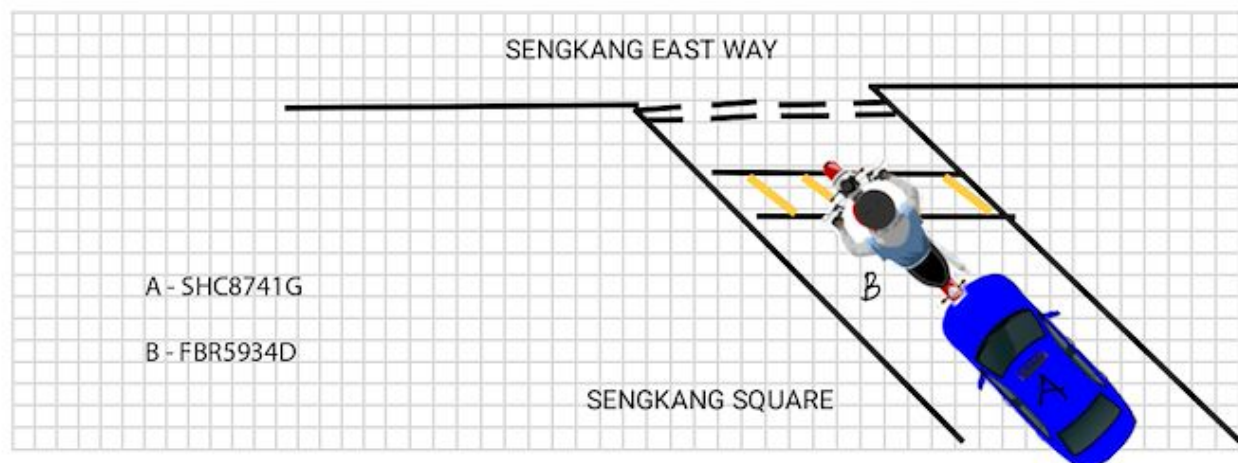 SENGKANG EAST WAY
A - SHC8741G
B
B - FBR5934D
A
SENGKANG SQUARE